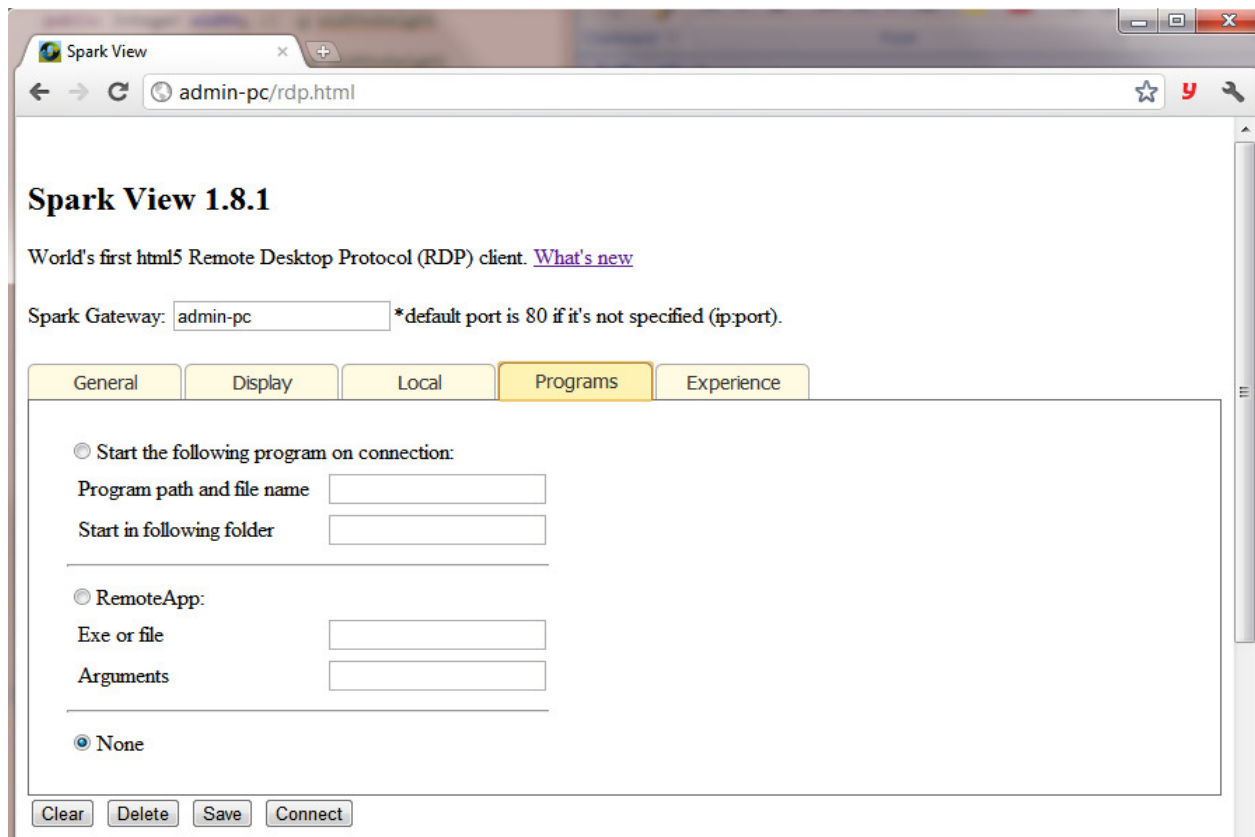 Spark View
admin-pc/rdp.html
Spark View 1.8.1
World's first html5 Remote Desktop Protocol (RDP) client. What's new
Spark Gateway: admin-pc *default port is 80 if it's not specified (ip:port).
General Display Local Programs Experience
Start the following program on connection:
Program path and file name
Start in following folder
RemoteApp:
Exe or file
Arguments
None
Clear Delete Save Connect